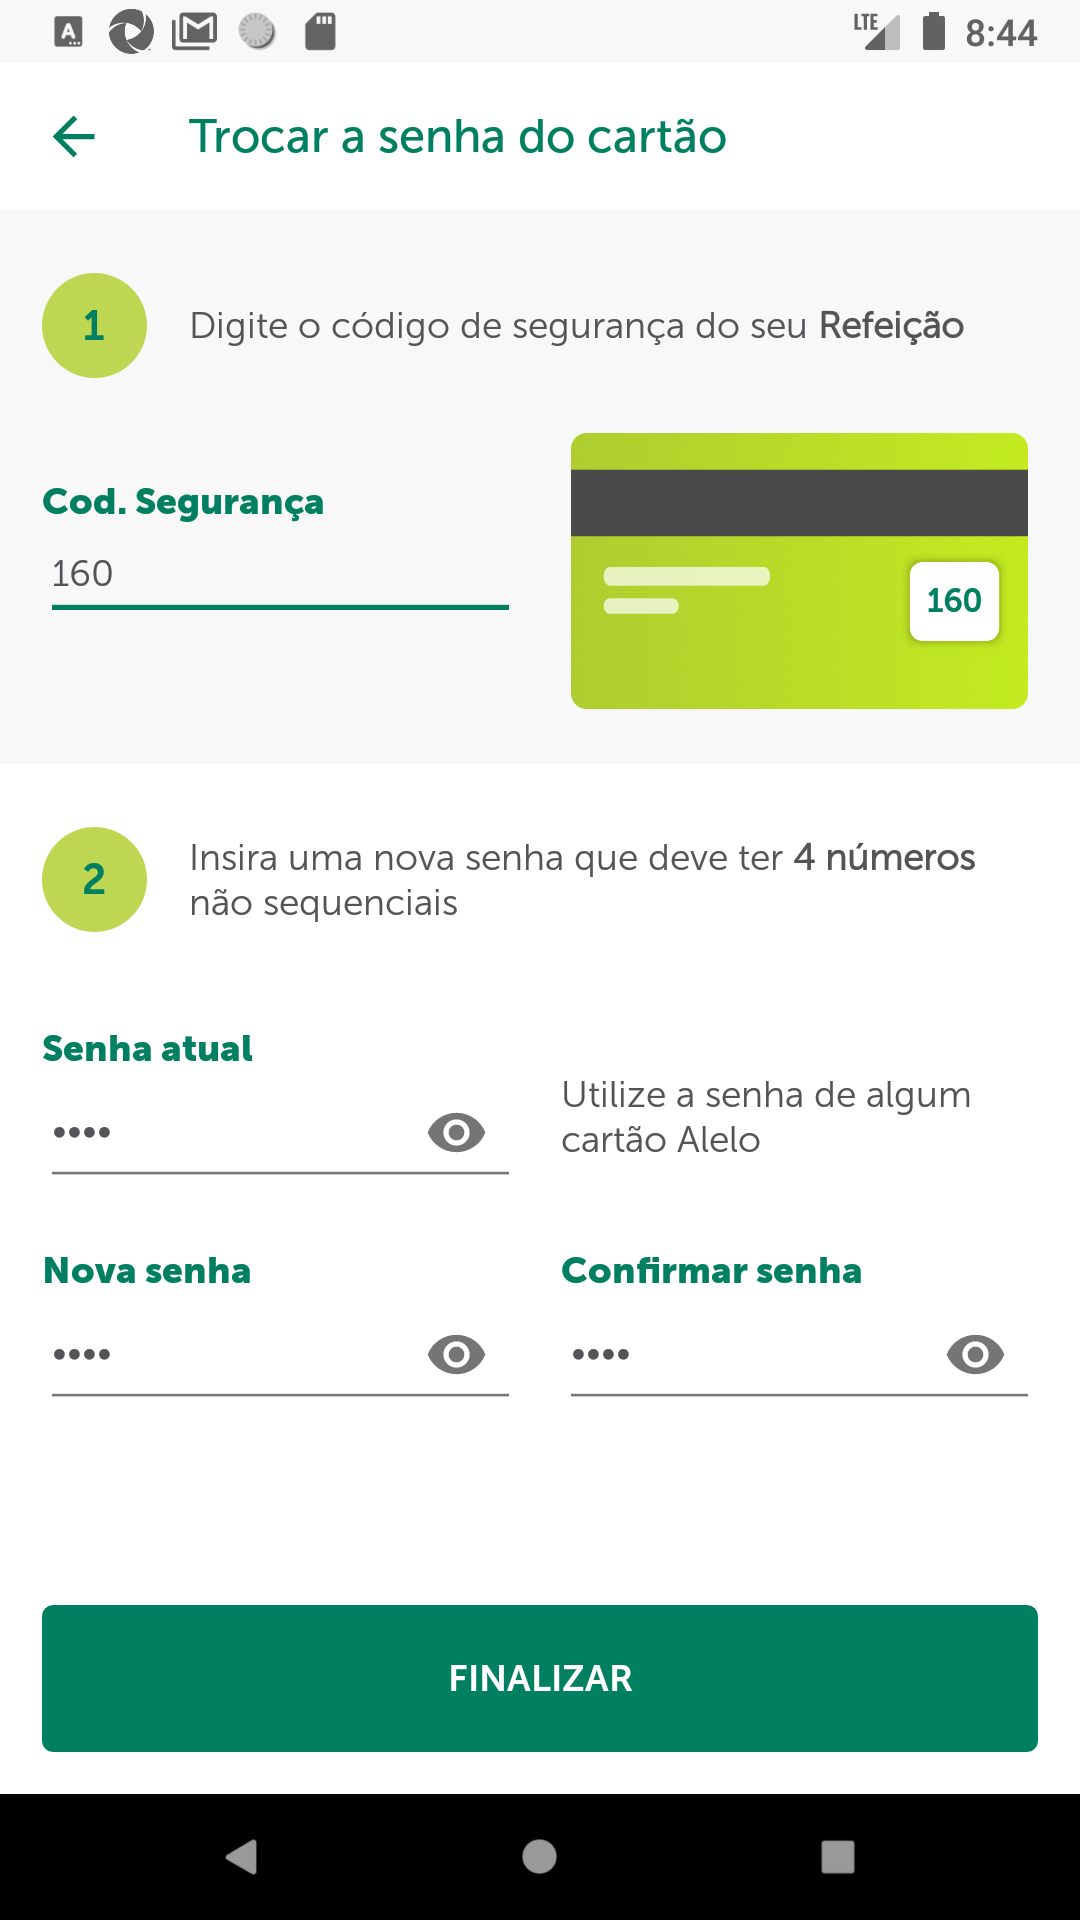 LTE 8:44
Trocar a senha do cartão
1 Digite o código de segurança do seu Refeição
Cod. Segurança
160
160
2 Insira uma nova senha que deve ter 4 números
não sequenciais
Senha atual
••••
Utilize a senha de algum
cartão Alelo
Nova senha
••••
Confirmar senha
••••
FINALIZAR